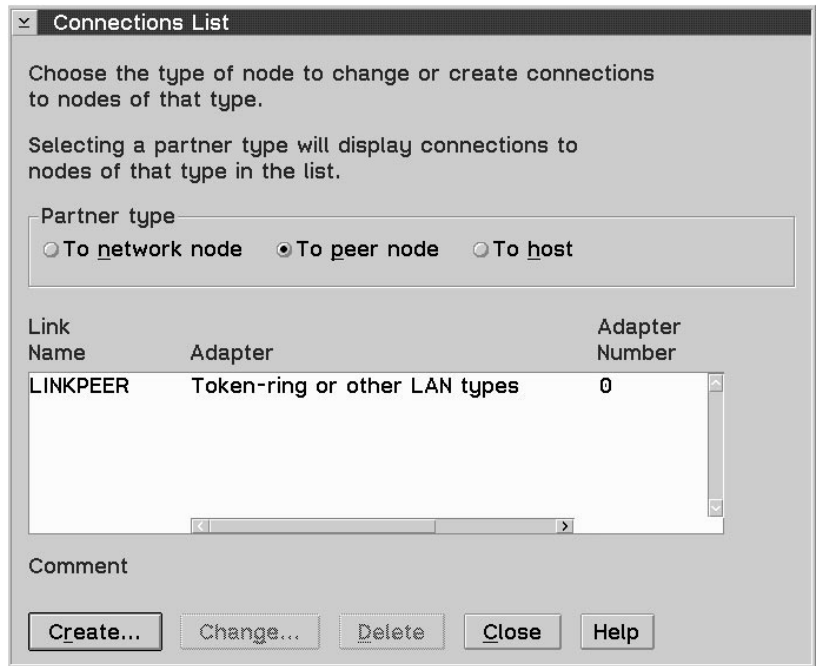 Connections List
Choose the type of node to change or create connections
to nodes of that type.
Selecting a partner type will display connections to
nodes of that type in the list.
Partner type
To network node To peer node To host
Link Adapter
Name Adapter Number
LINKPEER Token-ring or other LAN types 0
Comment
Create... Change... Delete Close Help